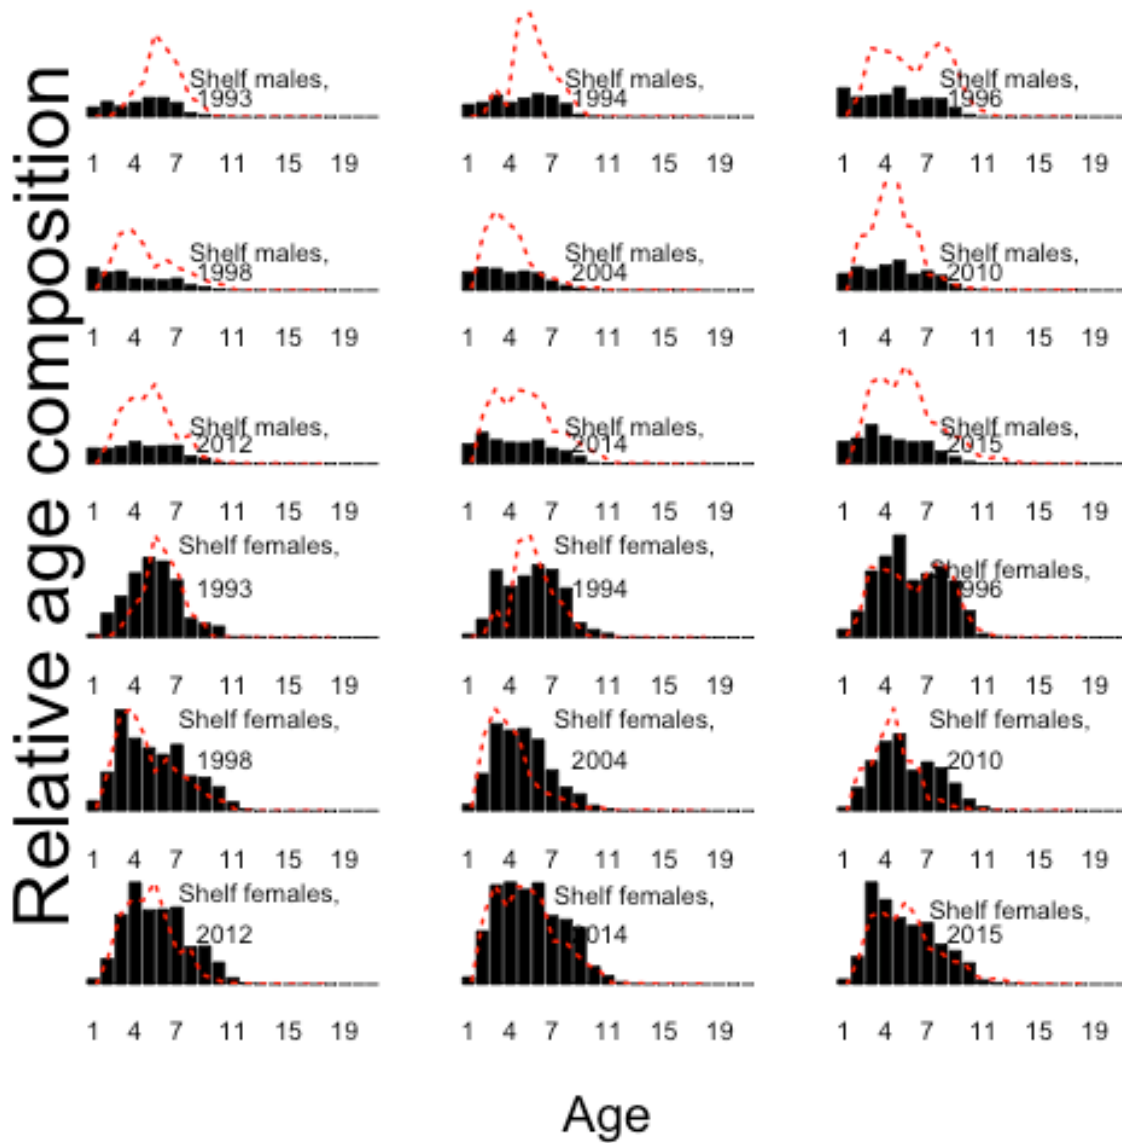 Relative age composition
Shelf males,
1993
1 4 7 11 15 19
Shelf males,
1994
1 4 7 11 15 19
Shelf males,
1996
1 4 7 11 15 19
Shelf males,
1998
1 4 7 11 15 19
Shelf males,
2004
1 4 7 11 15 19
Shelf males,
2010
1 4 7 11 15 19
Shelf males,
2012
1 4 7 11 15 19
Shelf males,
2014
1 4 7 11 15 19
Shelf males,
2015
1 4 7 11 15 19
Shelf females,
1993
1 4 7 11 15 19
Shelf females,
1994
1 4 7 11 15 19
Shelf females,
1996
1 4 7 11 15 19
Shelf females,
1998
1 4 7 11 15 19
Shelf females,
2004
1 4 7 11 15 19
Shelf females,
2010
1 4 7 11 15 19
Shelf females,
2012
1 4 7 11 15 19
Shelf females,
2014
1 4 7 11 15 19
Shelf females,
2015
1 4 7 11 15 19
Age